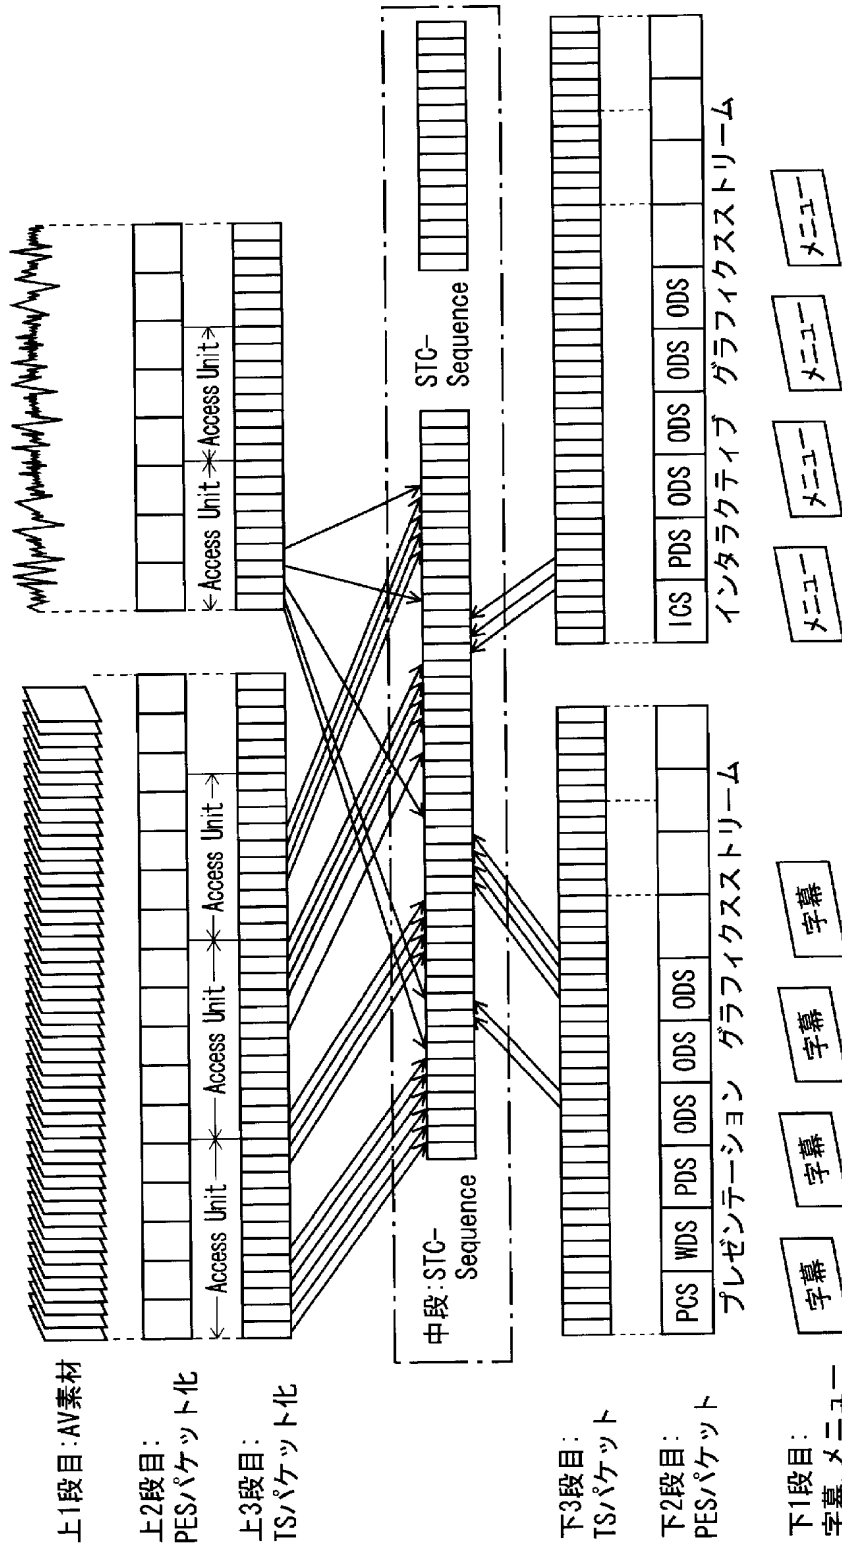 上1段目:AV素材
上2段目:
PESパケット化
Access Unit
Access Unit
Access Unit
Access Unit
Access Unit
上3段目:
TSパケット化
中段:STC-
Sequence
STC-
Sequence
下3段目:
TSパケット
下2段目:
PESパケット
PCS WDS PDS ODS ODS ODS
ICS PDS ODS ODS ODS ODS
プレゼンテーション グラフィクスストリーム
インタラクティブ グラフィクスストリーム
下1段目:
字幕、メニュー
字幕 字幕 字幕 字幕
メニュー メニュー メニュー メニュー